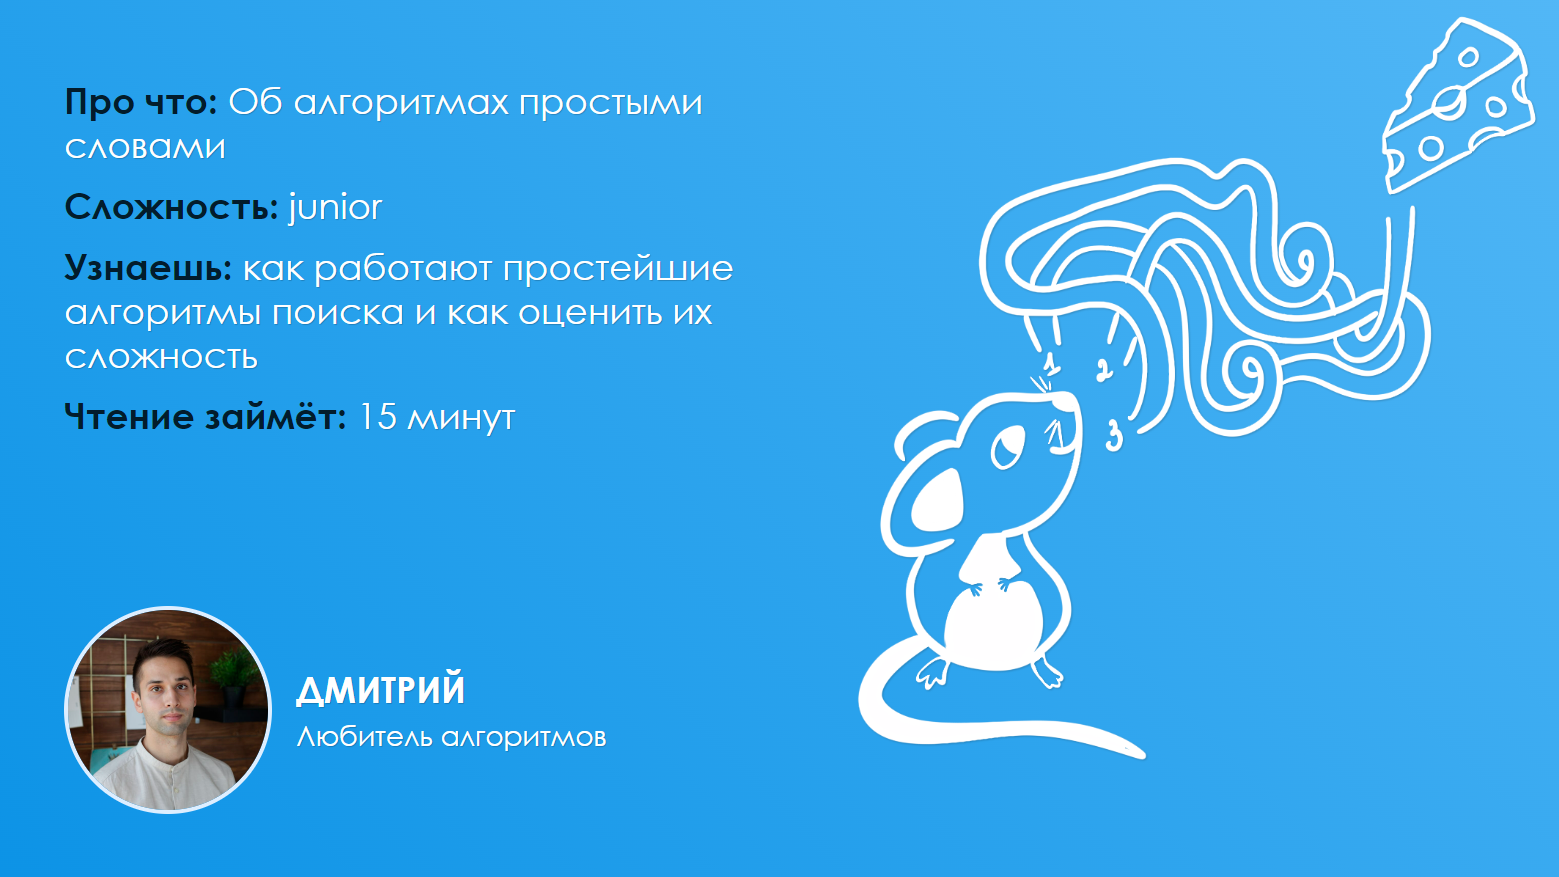 Про что: Об алгоритмах простыми
словами
Сложность: junior
Узнаешь: как работают простейшие
алгоритмы поиска и как оценить их
сложность
Чтение займёт: 15 минут
1
2
3
ДМИТРИЙ
Любитель алгоритмов